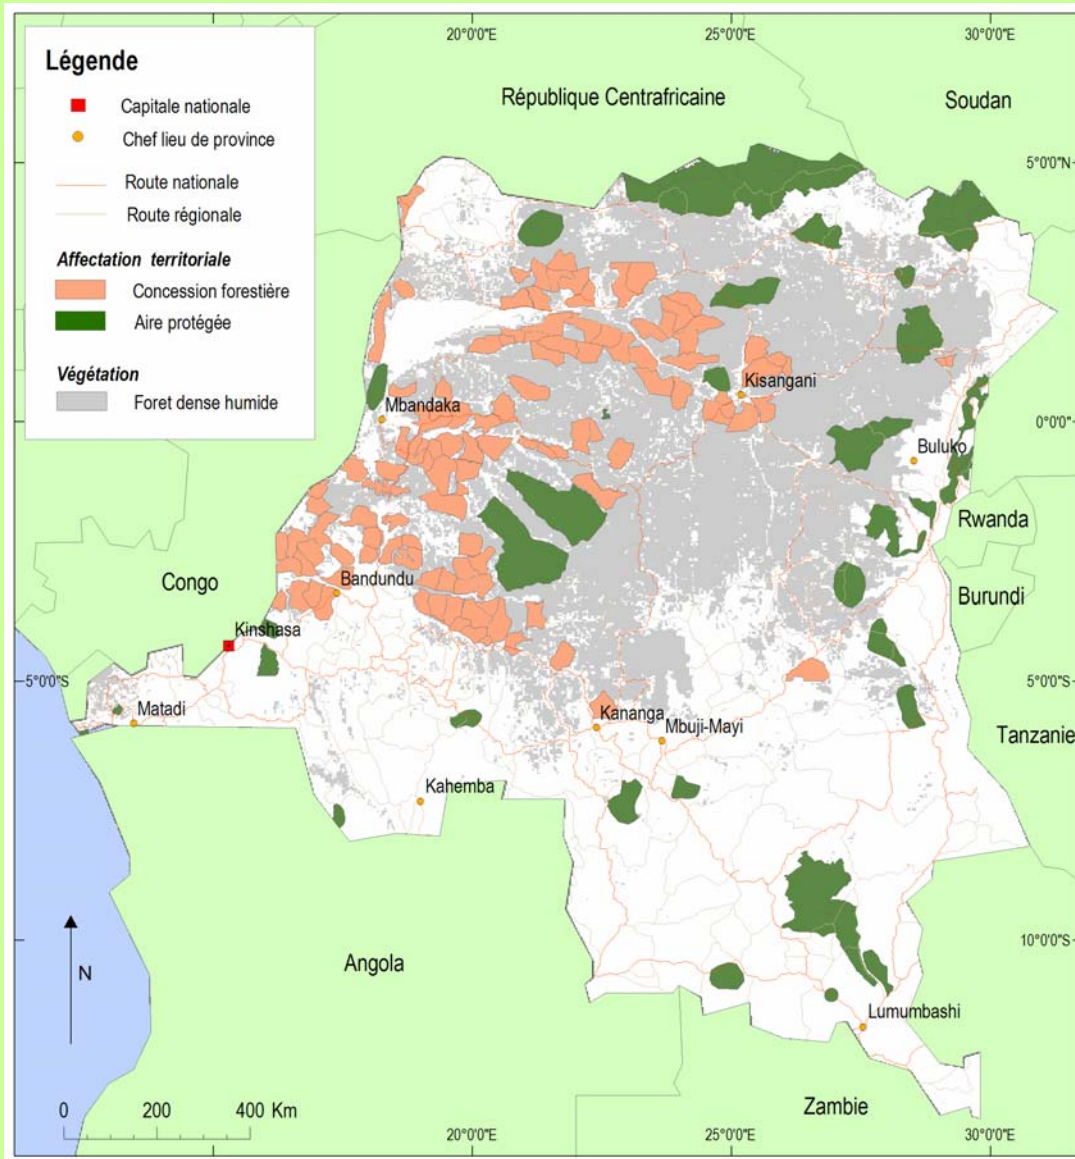 20°0'0"E 25°0'0"E 30°0'0"E
Légende
Capitale nationale
Chef lieu de province
Route nationale
Route régionale
Affectation territoriale
Concession forestière
Aire protégée
Végétation
Foret dense humide
République Centrafricaine
Soudan
5°0'0"N
Kisangani
Mbandaka
0°0'0"
Buluko
Rwanda
Congo
Bandundu
Burundi
Kinshasa
5°0'0"S
5°0'0"S
Matadi
Kananga
Mbuji-Mayi
Tanzanie
Kahemba
10°0'0"S
N
Angola
Lumumbashi
0 200 400 Km
Zambie
20°0'0"E 25°0'0"E 30°0'0"E